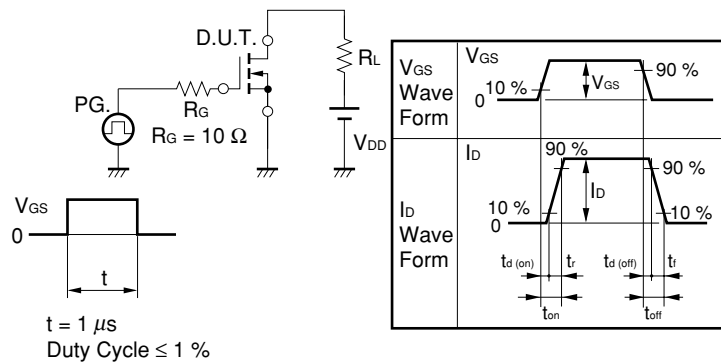 D.U.T.
RL
PG.
RG
RG = 10 Ω
VDD
VGS
0
t
t = 1 μs
Duty Cycle ≤ 1 %
VGS
Wave
Form
VGS
10 %
0
VGS
90 %
ID
Wave
Form
ID
90 %
90 %
10 %
0
ID
10 %
td (on)
tr
td (off)
tf
ton
toff